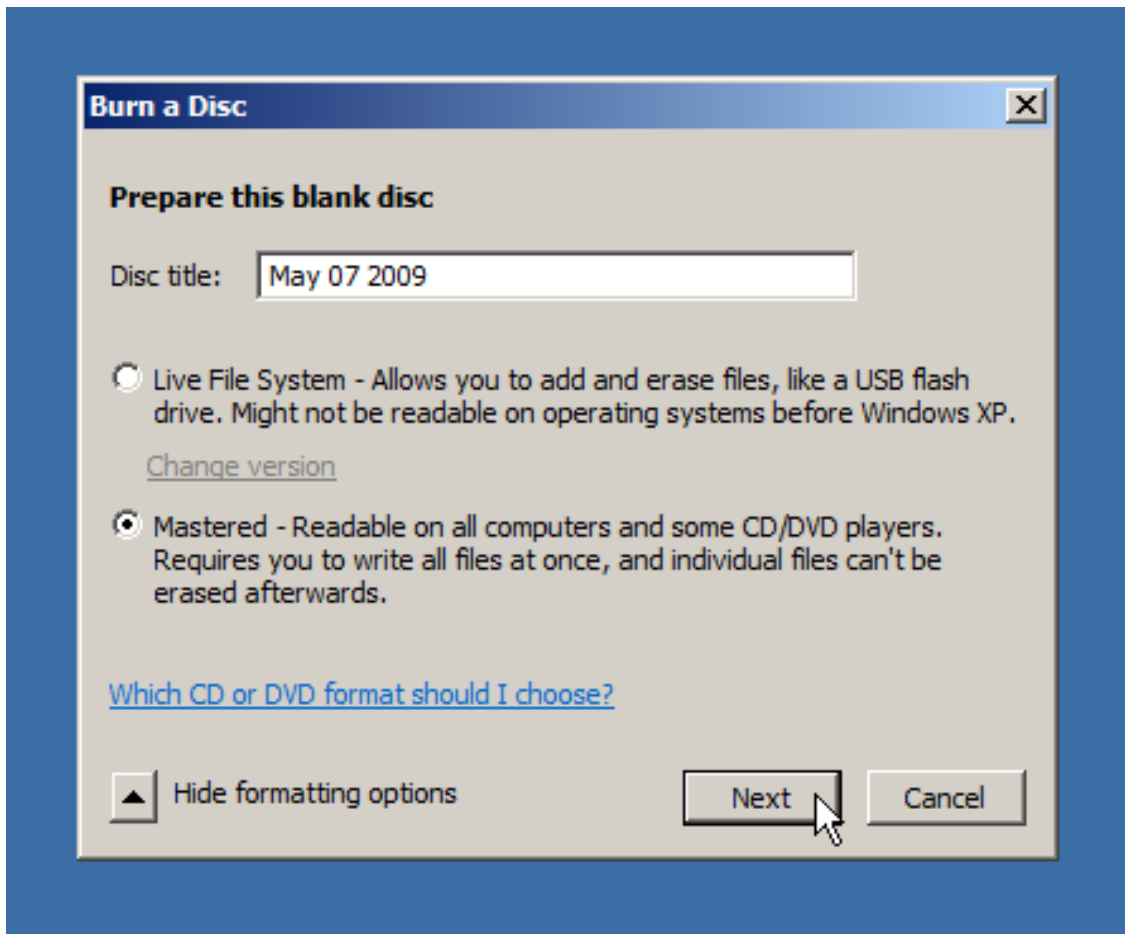 Burn a Disc
Prepare this blank disc
Disc title: May 07 2009
Live File System - Allows you to add and erase files, like a USB flash
drive. Might not be readable on operating systems before Windows XP.
Change version
Mastered - Readable on all computers and some CD/DVD players.
Requires you to write all files at once, and individual files can't be
erased afterwards.
Which CD or DVD format should I choose?
Hide formatting options Next Cancel